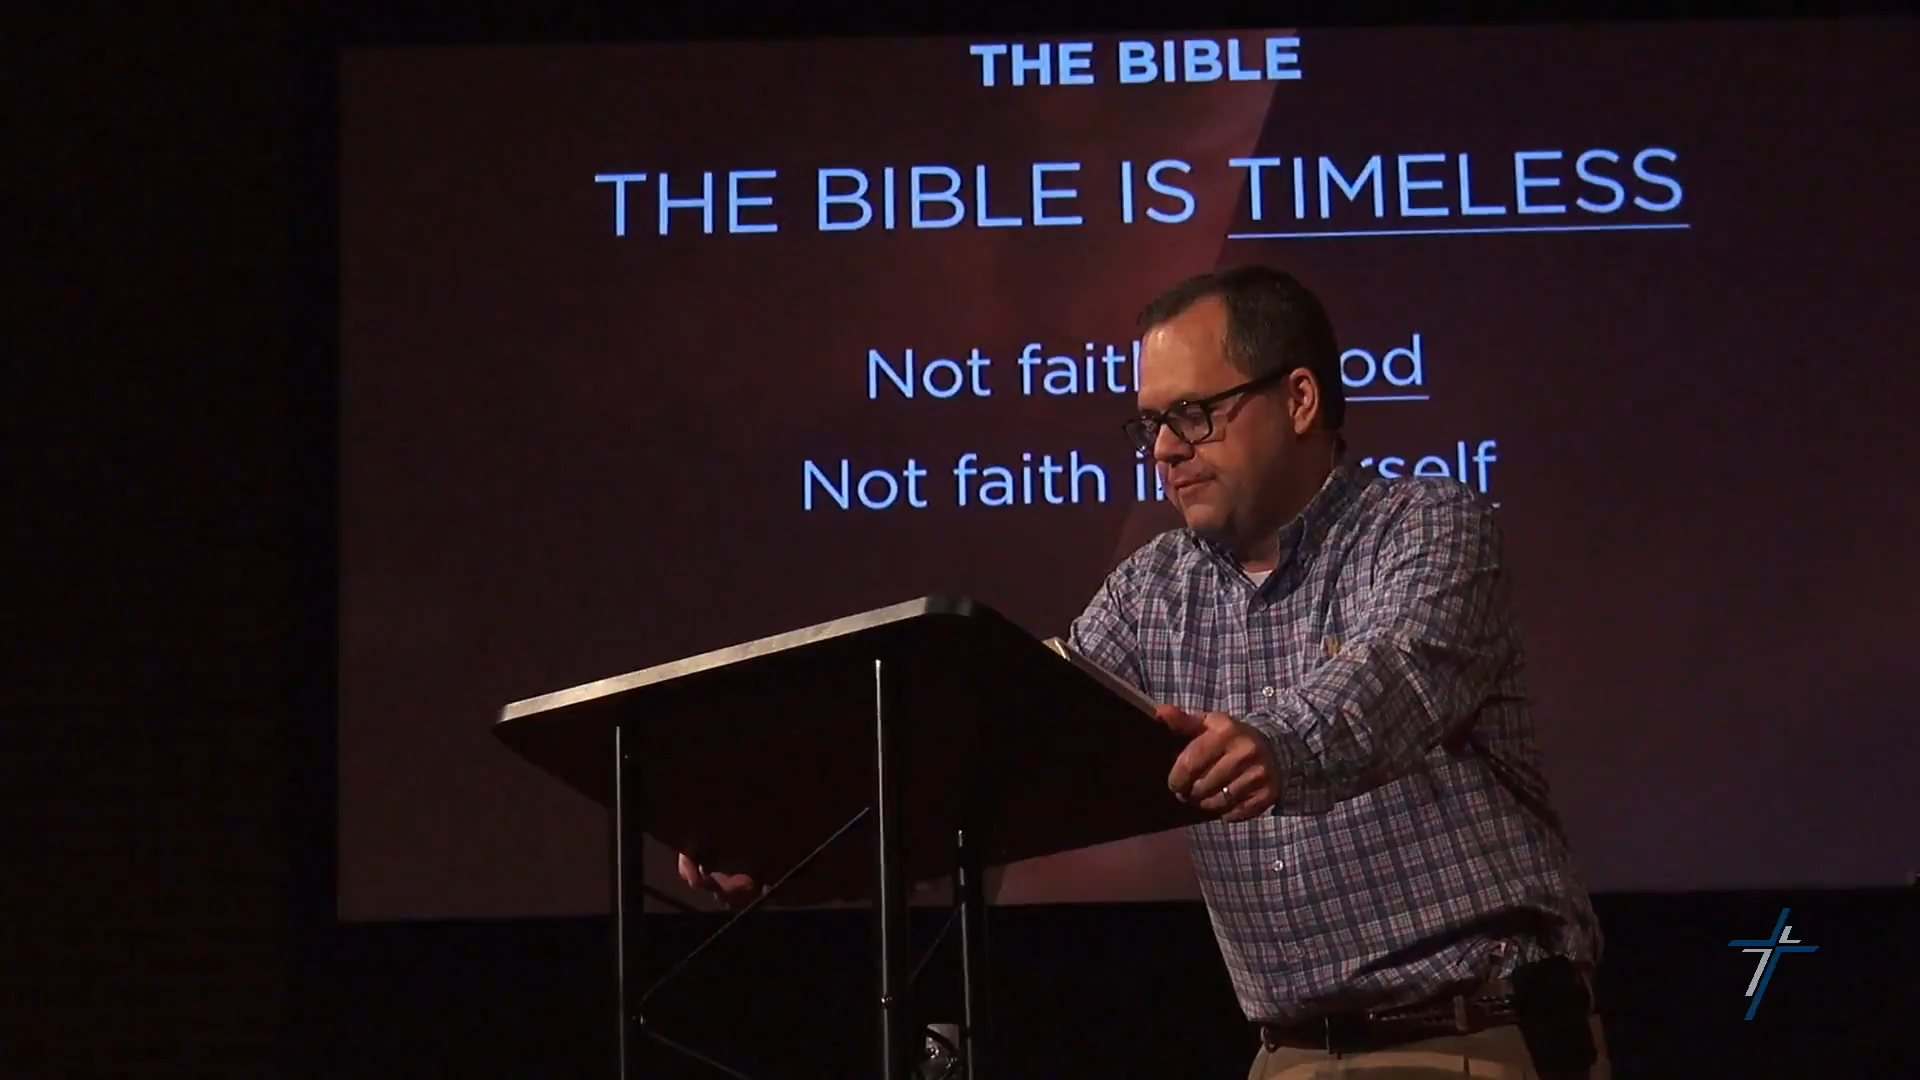 THE BIBLE
THE BIBLE IS TIMELESS
Not faith od
Not faith i rself